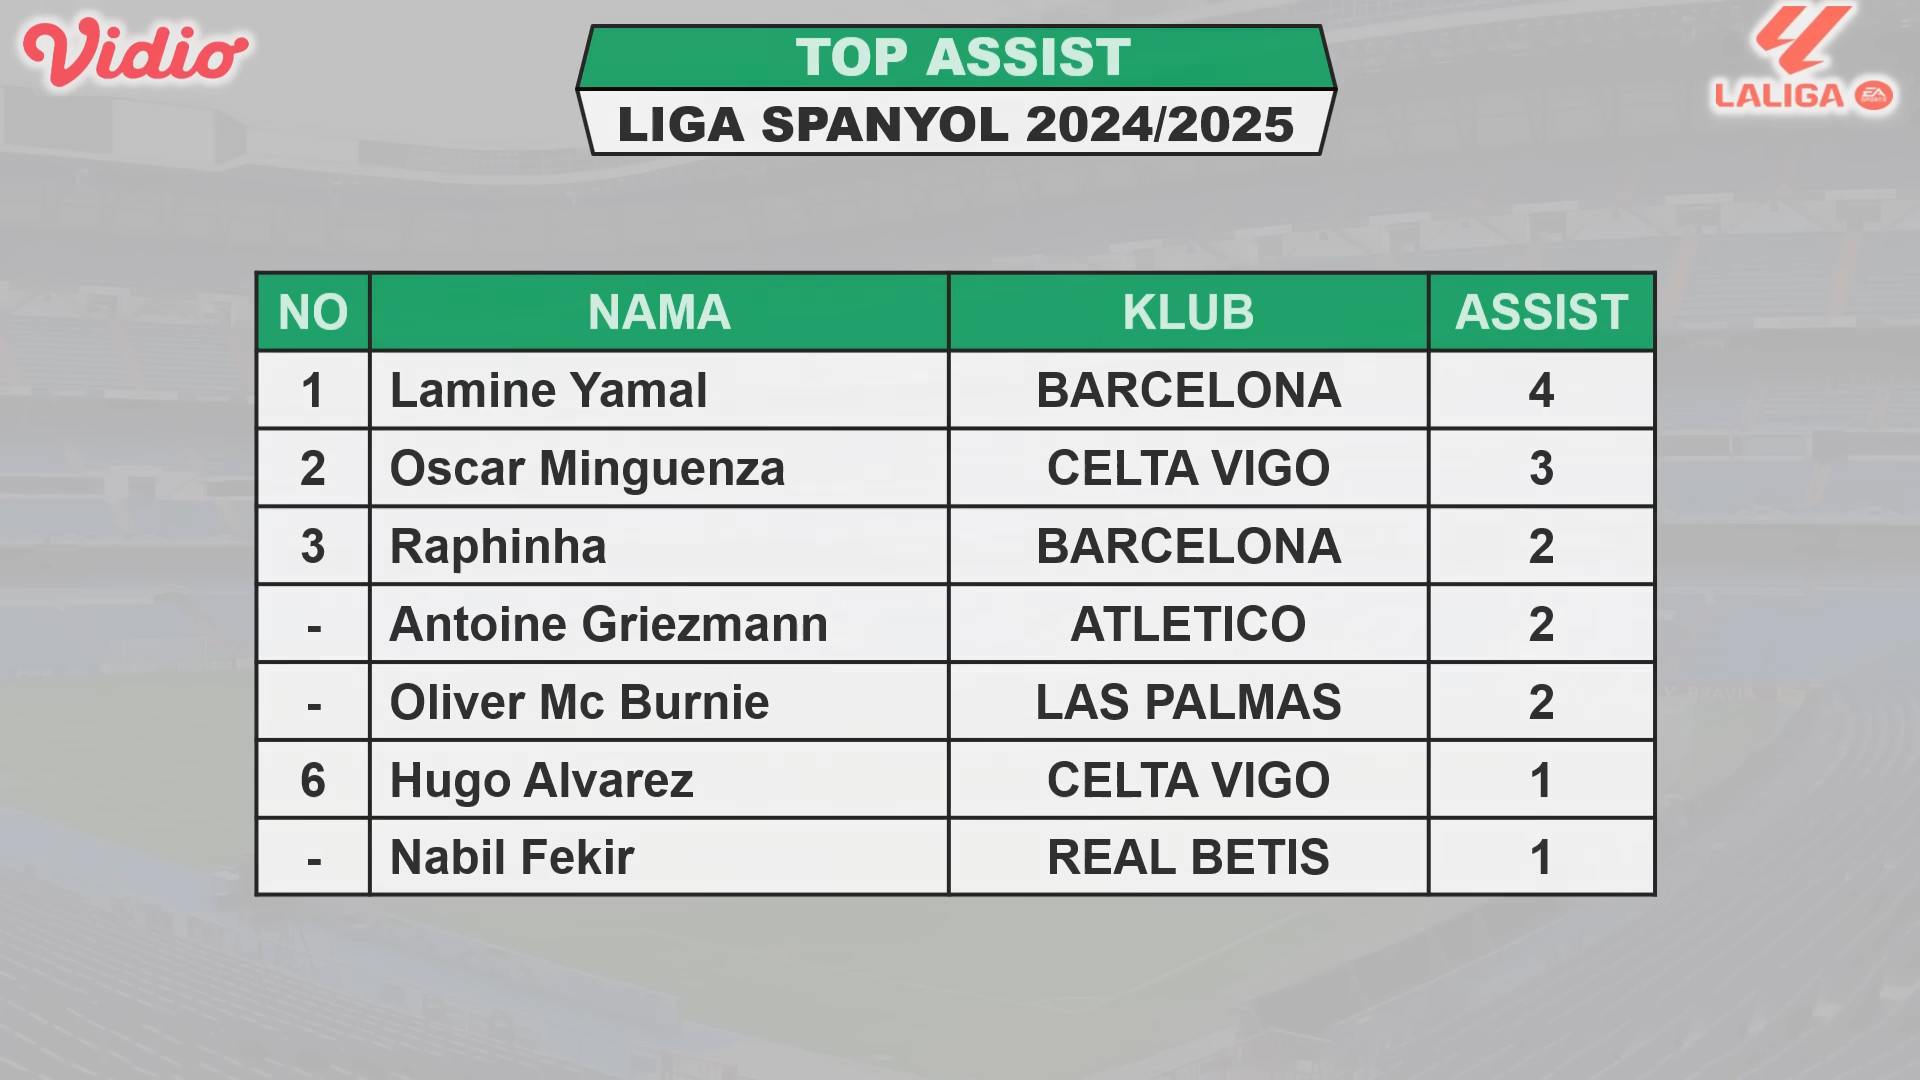 Vidio
TOP ASSIST
LIGA SPANYOL 2024/2025
LALIGA EA SPORTS
NO NAMA KLUB ASSIST
1 Lamine Yamal BARCELONA 4
2 Oscar Minguenza CELTA VIGO 3
3 Raphinha BARCELONA 2
- Antoine Griezmann ATLETICO 2
- Oliver Mc Burnie LAS PALMAS 2
6 Hugo Alvarez CELTA VIGO 1
- Nabil Fekir REAL BETIS 1